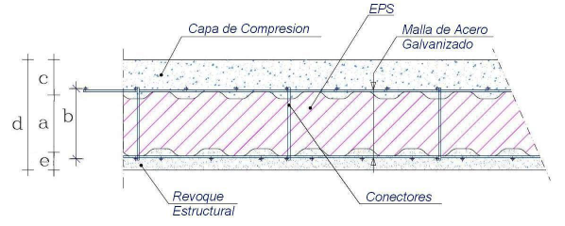 EPS
Capa de Compresion
Malla de Acero
Galvanizado
c
d
a
b
e
Revoque
Estructural
Conectores